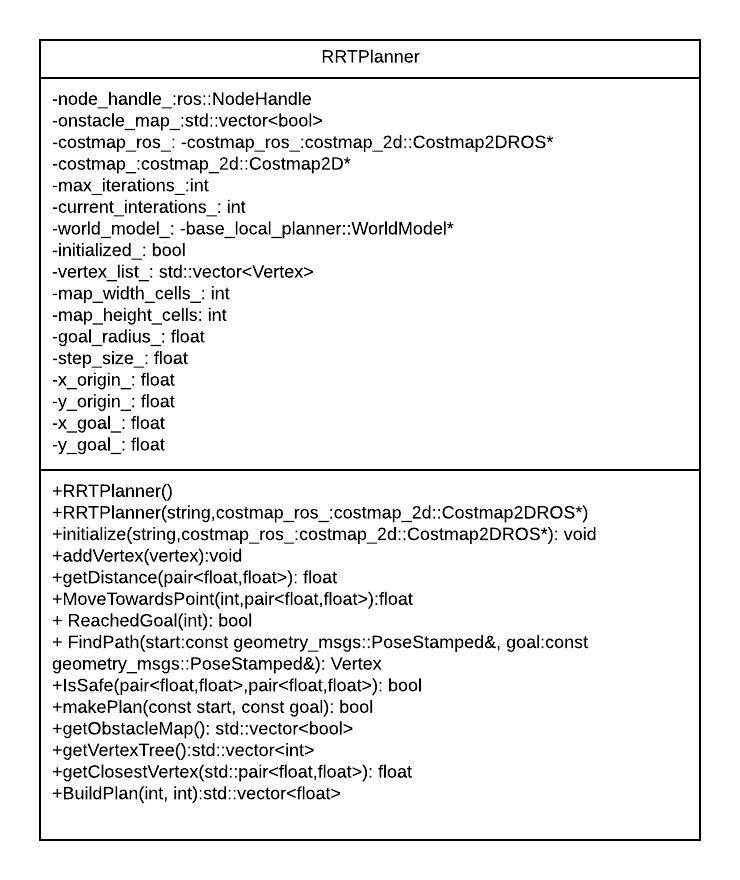 RRTPlanner
-node_handle_:ros::NodeHandle
-onstacle_map_:std::vector<bool>
-costmap_ros_: -costmap_ros_:costmap_2d::Costmap2DROS*
-costmap_:costmap_2d::Costmap2D*
-max_iterations_:int
-current_interations_: int
-world_model_: -base_local_planner::WorldModel*
-initialized_: bool
-vertex_list_: std::vector<Vertex>
-map_width_cells_: int
-map_height_cells: int
-goal_radius_: float
-step_size_: float
-x_origin_: float
-y_origin_: float
-x_goal_: float
-y_goal_: float
+RRTPlanner()
+RRTPlanner(string,costmap_ros_:costmap_2d::Costmap2DROS*)
+initialize(string,costmap_ros_:costmap_2d::Costmap2DROS*): void
+addVertex(vertex):void
+getDistance(pair<float,float>): float
+MoveTowardsPoint(int,pair<float,float>):float
+ ReachedGoal(int): bool
+ FindPath(start:const geometry_msgs::PoseStamped&, goal:const
geometry_msgs::PoseStamped&): Vertex
+IsSafe(pair<float,float>,pair<float,float>): bool
+makePlan(const start, const goal): bool
+getObstacleMap(): std::vector<bool>
+getVertexTree():std::vector<int>
+getClosestVertex(std::pair<float,float>): float
+BuildPlan(int, int):std::vector<float>